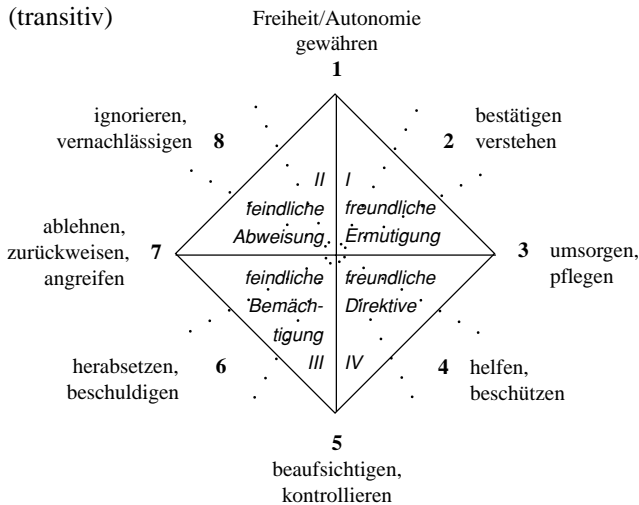 (transitiv)
Freiheit/Autonomie
gewähren
1
ignorieren,
vernachlässigen 8
2 bestätigen
verstehen
II I
feindliche freundliche
Abweisung Ermutigung
ablehnen,
zurückweisen, 7
angreifen
3 umsorgen,
pflegen
feindliche freundliche
Bemäch- Direktive
tigung
III IV
herabsetzen, 6
beschuldigen
4 helfen,
beschützen
5
beaufsichtigen,
kontrollieren